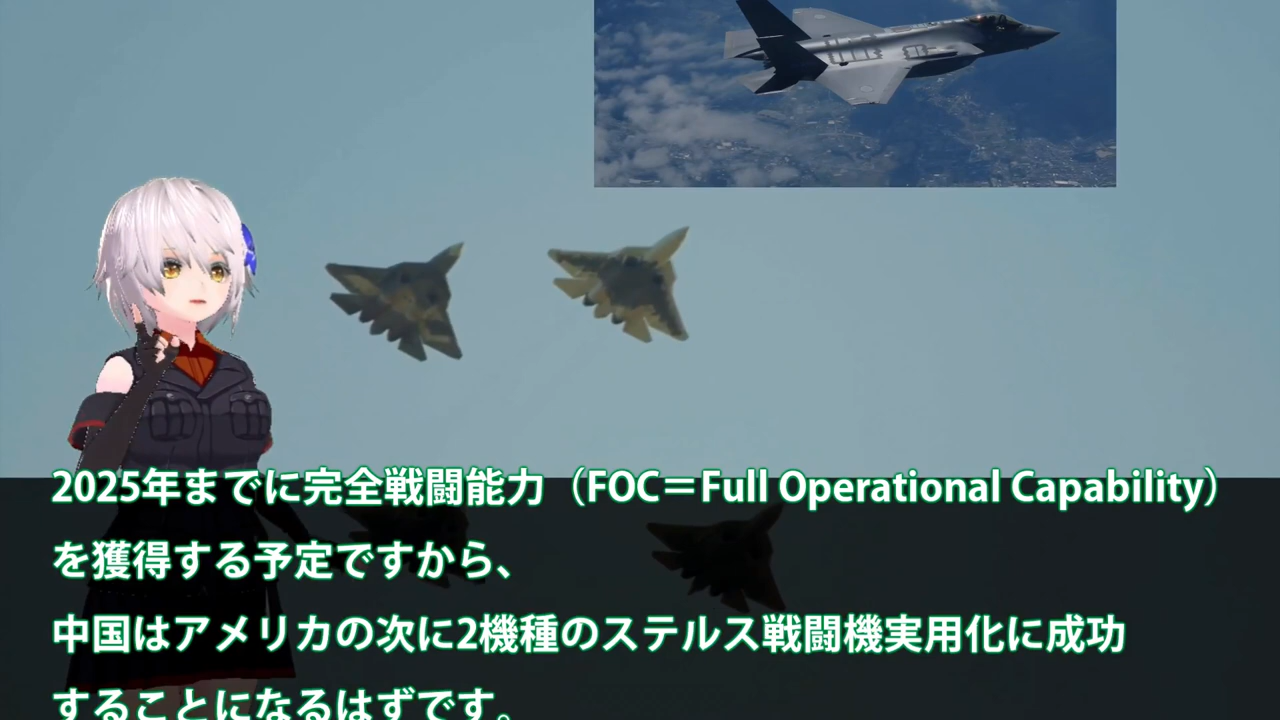 2025年までに完全戦闘能力（FOC＝Full Operational Capability）
を獲得する予定ですから、
中国はアメリカの次に2機種のステルス戦闘機実用化に成功
することになるはずです。